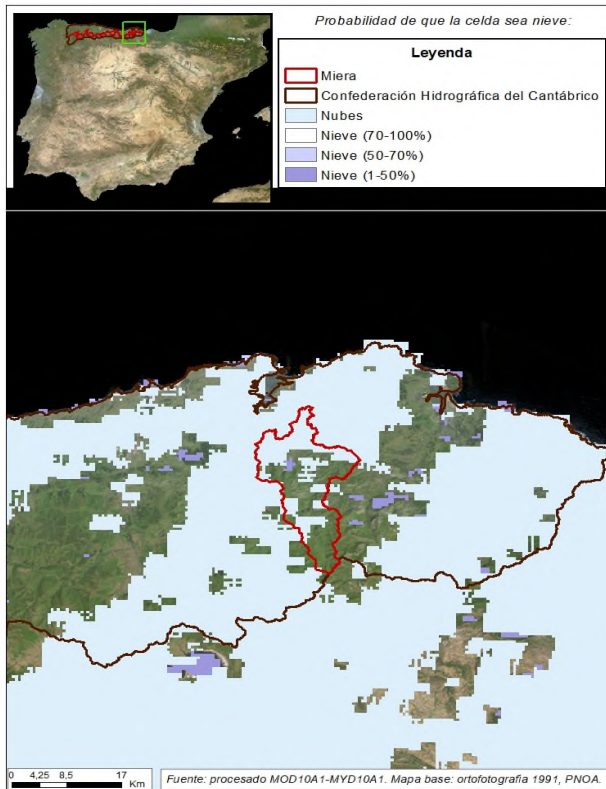 Probabilidad de que la celda sea nieve:
Leyenda
Miera
Confederación Hidrográfica del Cantábrico
Nubes
Nieve (70-100%)
Nieve (50-70%)
Nieve (1-50%)
0 4,25 8,5 17
Km
Fuente: procesado MOD10A1-MYD10A1. Mapa base: ortofotografia 1991, PNOA.